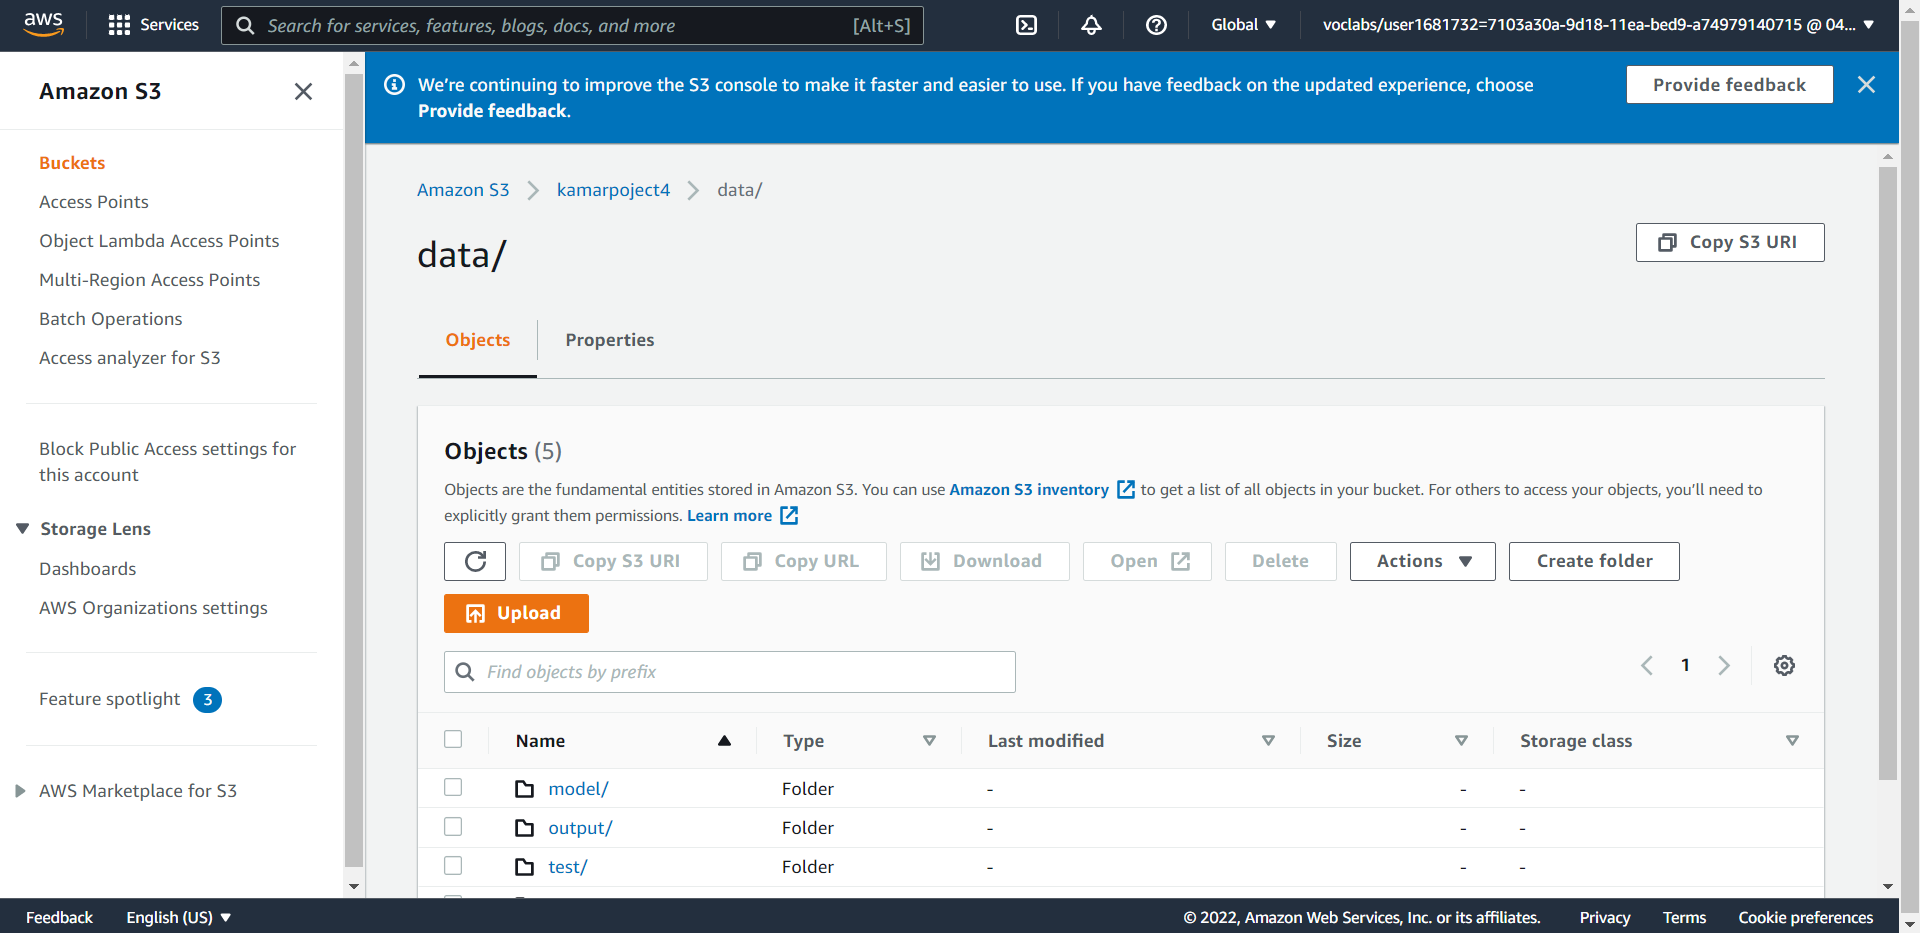 aws
Services
Search for services, features, blogs, docs, and more
[Alt+S]
Global
voclabs/user1681732=7103a30a-9d18-11ea-bed9-a74979140715 @ 04...
Amazon S3
Buckets
Access Points
Object Lambda Access Points
Multi-Region Access Points
Batch Operations
Access analyzer for S3
Block Public Access settings for
this account
Storage Lens
Dashboards
AWS Organizations settings
Feature spotlight 3
AWS Marketplace for S3
We're continuing to improve the S3 console to make it faster and easier to use. If you have feedback on the updated experience, choose
Provide feedback.
Provide feedback
Amazon S3
kamarpoject4
data/
data/
Copy S3 URI
Objects
Properties
Objects (5)
Objects are the fundamental entities stored in Amazon S3. You can use Amazon S3 inventory to get a list of all objects in your bucket. For others to access your objects, you'll need to
explicitly grant them permissions. Learn more
Copy S3 URI
Copy URL
Download
Open
Delete
Actions
Create folder
Upload
Find objects by prefix
1
Name Type Last modified Size Storage class
model/ Folder - - -
output/ Folder - - -
test/ Folder - - -
Feedback
English (US)
© 2022, Amazon Web Services, Inc. or its affiliates.
Privacy
Terms
Cookie preferences